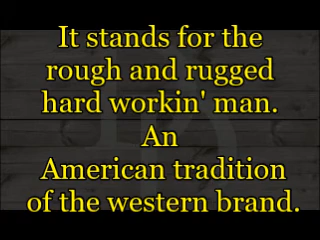 It stands for the
rough and rugged
hard workin' man.
An
American tradition
of the western brand.